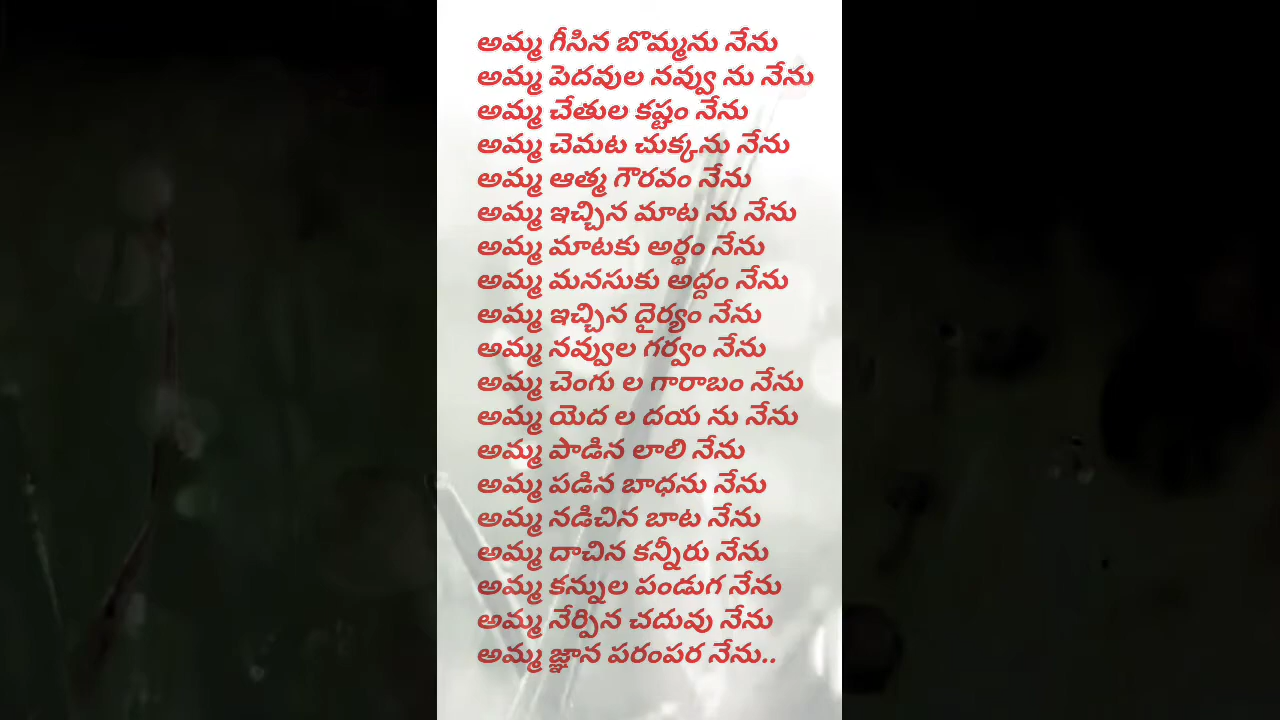 అమ్మ గీసిన బొమ్మను నేను
అమ్మ పెదవుల నవ్వు ను నేను
అమ్మ చేతుల కష్టం నేను
అమ్మ చెమట చుక్కను నేను
అమ్మ ఆత్మ గౌరవం నేను
అమ్మ ఇచ్చిన మాట ను నేను
అమ్మ మాటకు అర్థం నేను
అమ్మ మనసుకు అద్దం నేను
అమ్మ ఇచ్చిన ధైర్యం నేను
అమ్మ నవ్వుల గర్వం నేను
అమ్మ చెంగు ల గారాబం నేను
అమ్మ యెద ల దయ ను నేను
అమ్మ పాడిన లాలి నేను
అమ్మ పడిన బాధను నేను
అమ్మ నడిచిన బాట నేను
అమ్మ దాచిన కన్నీరు నేను
అమ్మ కన్నుల పండుగ నేను
అమ్మ నేర్పిన చదువు నేను
అమ్మ జ్ఞాన పరంపర నేను..